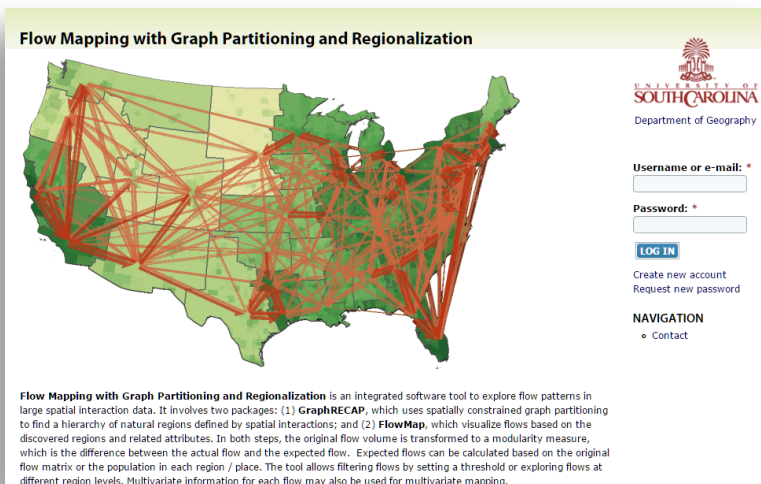 Flow Mapping with Graph Partitioning and Regionalization
UNIVERSITY OF
SOUTH CAROLINA
Department of Geography
Username or e-mail: *
Password: *
LOG IN
Create new account
Request new password
NAVIGATION
Contact
Flow Mapping with Graph Partitioning and Regionalization is an integrated software tool to explore flow patterns in
large spatial interaction data. It involves two packages: (1) GraphRECAP, which uses spatially constrained graph partitioning
to find a hierarchy of natural regions defined by spatial interactions; and (2) FlowMap, which visualize flows based on the
discovered regions and related attributes. In both steps, the original flow volume is transformed to a modularity measure,
which is the difference between the actual flow and the expected flow. Expected flows can be calculated based on the original
flow matrix or the population in each region / place. The tool allows filtering flows by setting a threshold or exploring flows at
different region levels. Multivariate information for each flow may also be used for multivariate mapping.